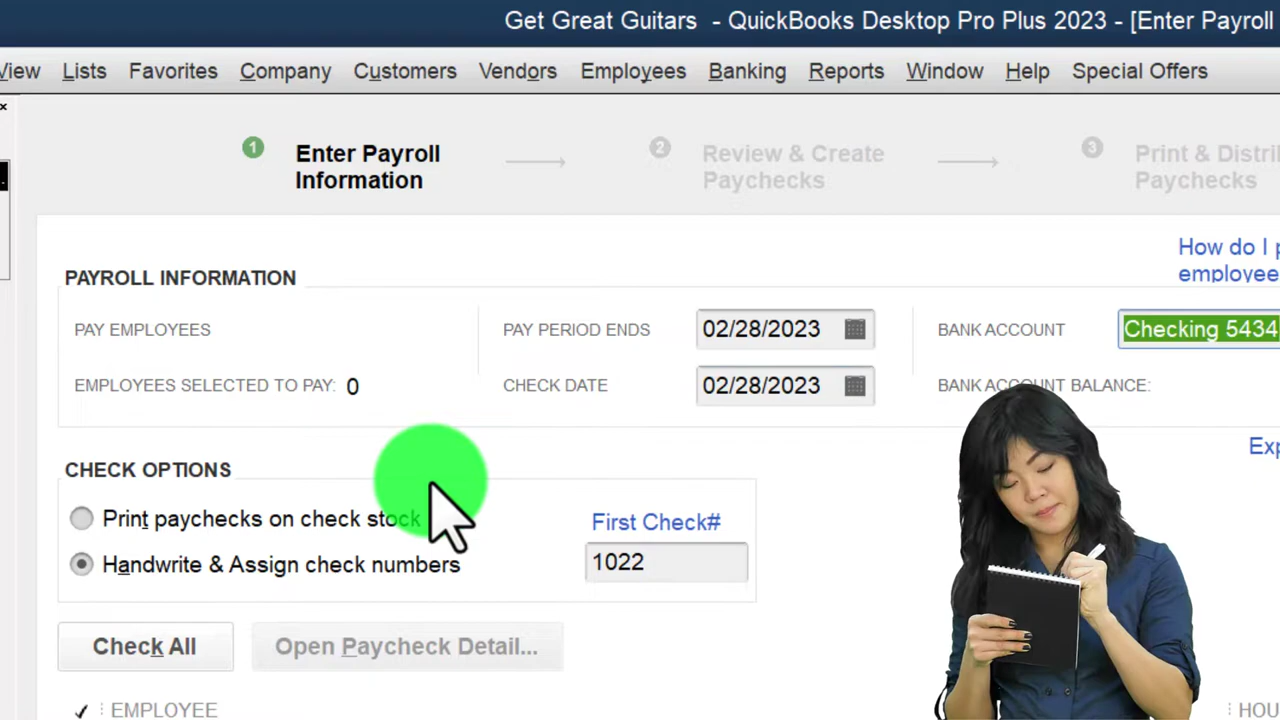 Get Great Guitars - QuickBooks Desktop Pro Plus 2023 - [Enter Payroll
View Lists Favorites Company Customers Vendors Employees Banking Reports Window Help Special Offers
1 Enter Payroll Information
2 Review & Create Paychecks
3 Print & Distri Paychecks
How do I p
employee
PAYROLL INFORMATION
PAY EMPLOYEES PAY PERIOD ENDS 02/28/2023 BANK ACCOUNT Checking 5434
EMPLOYEES SELECTED TO PAY: 0 CHECK DATE 02/28/2023 BANK ACCOUNT BALANCE:
Exp
CHECK OPTIONS
Print paychecks on check stock First Check#
Handwrite & Assign check numbers 1022
Check All Open Paycheck Detail...
EMPLOYEE HOU